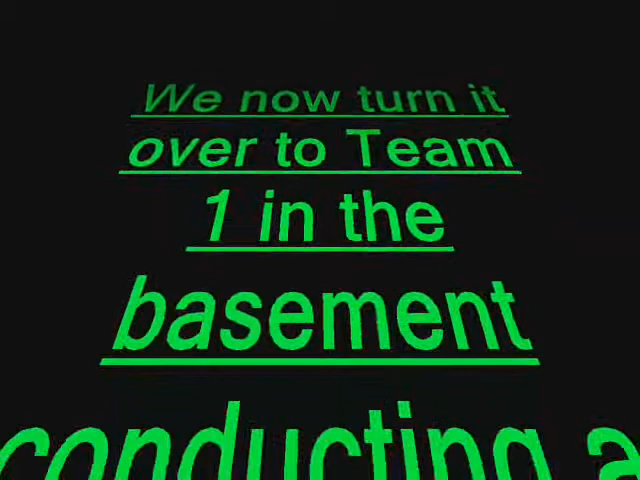 We now turn it
over to Team
1 in the
basement
conducting a